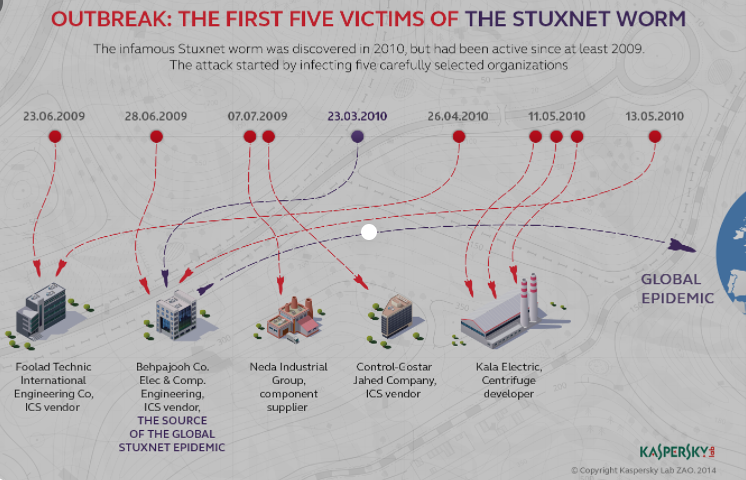 OUTBREAK: THE FIRST FIVE VICTIMS OF THE STUXNET WORM
The infamous Stuxnet worm was discovered in 2010, but had been active since at least 2009.
The attack started by infecting five carefully selected organizations
23.06.2009
28.06.2009
07.07.2009
23.03.2010
26.04.2010
11.05.2010
13.05.2010
GLOBAL
EPIDEMIC
Foolad Technic
International
Engineering Co,
ICS vendor
Behpajooh Co.
Elec & Comp.
Engineering,
ICS vendor,
THE SOURCE
OF THE GLOBAL
STUXNET EPIDEMIC
Neda Industrial
Group,
component
supplier
Control-Gostar
Jahed Company,
ICS vendor
Kala Electric,
Centrifuge
developer
KASPERSKY lab
© Copyright Kaspersky Lab ZAO. 2014